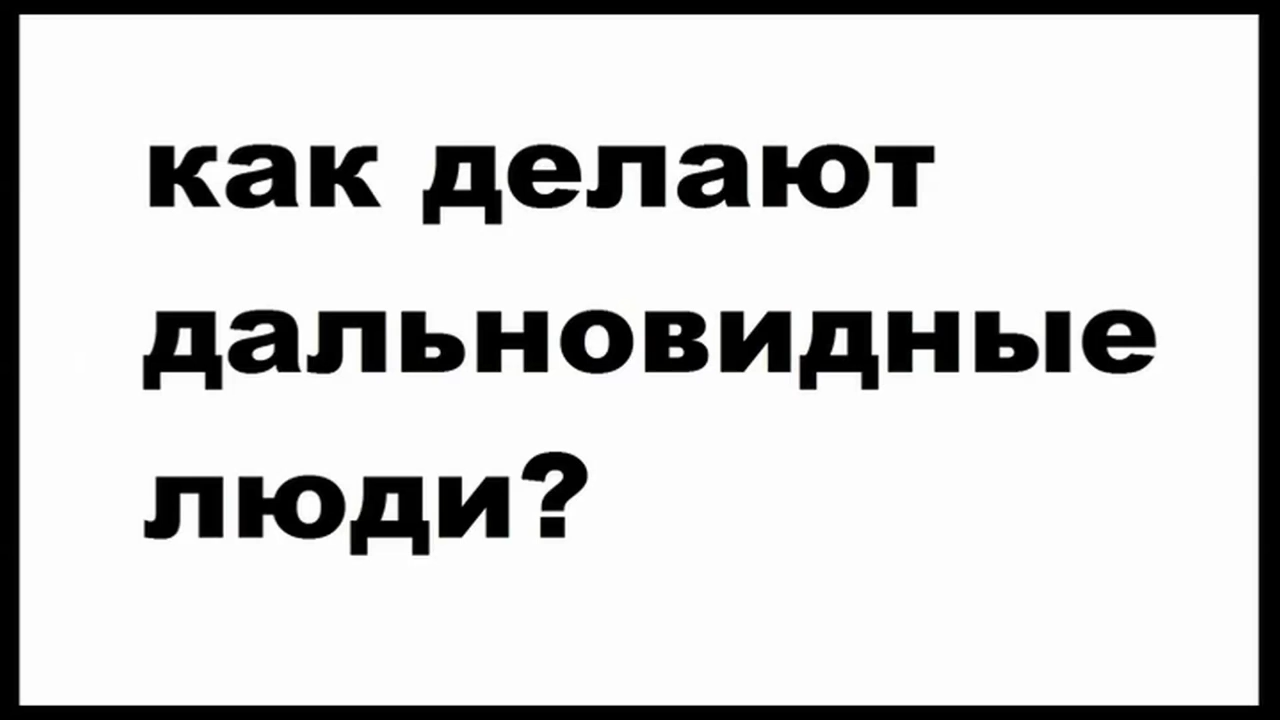 как делают
дальновидные
люди?